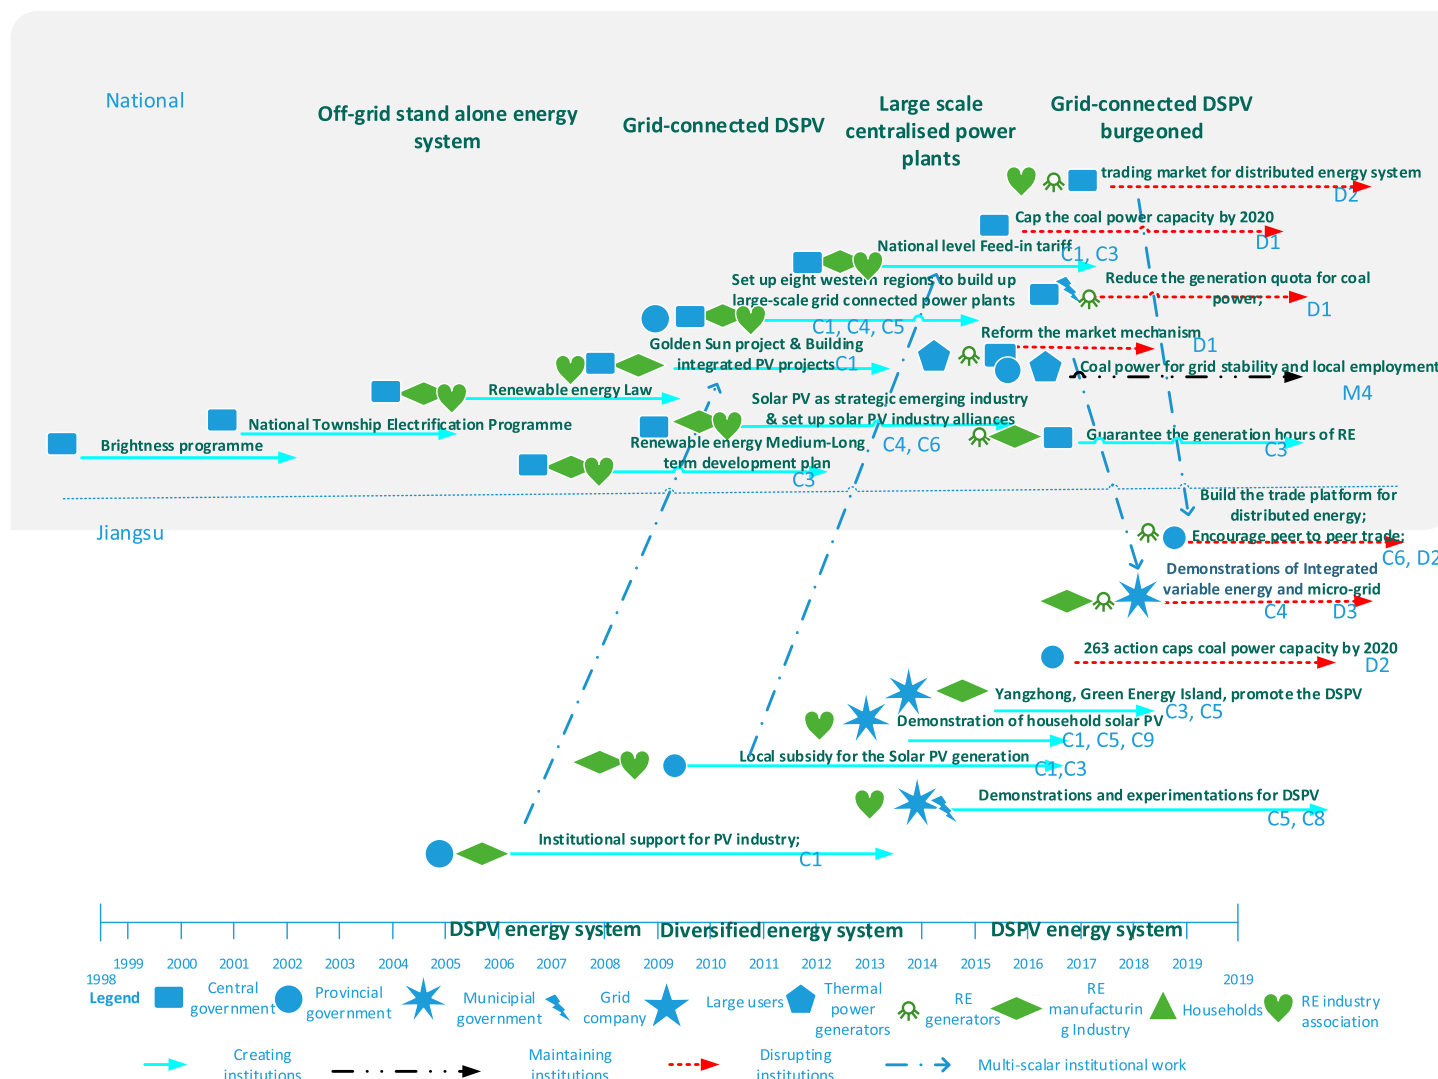 National
Off-grid stand alone energy
system
Grid-connected DSPV
Large scale
centralised power
plants
Grid-connected DSPV
burgeoned
trading market for distributed energy system
D2
Cap the coal power capacity by 2020
D1
National level Feed-in tariff
C1, C3
Set up eight western regions to build up
large-scale grid connected power plants
C1, C4, C5
Reduce the generation quota for coal
power;
D1
Reform the market mechanism
D1
Golden Sun project & Building
integrated PV projects
C1
Coal power for grid stability and local employment
M4
Renewable energy Law
Solar PV as strategic emerging industry
& set up solar PV industry alliances
C4, C6
National Township Electrification Programme
Guarantee the generation hours of RE
C3
Brightness programme
Renewable energy Medium-Long
term development plan
C3
Jiangsu
Build the trade platform for
distributed energy;
Encourage peer to peer trade;
C6, D2
Demonstrations of Integrated
variable energy and micro-grid
C4
D3
263 action caps coal power capacity by 2020
D2
Yangzhong, Green Energy Island, promote the DSPV
C3, C5
Demonstration of household solar PV
C1, C5, C9
Local subsidy for the Solar PV generation
C1,C3
Demonstrations and experimentations for DSPV
C5, C8
Institutional support for PV industry;
C1
DSPV energy system
Diversified energy system
DSPV energy system
1998
1999
2000
2001
2002
2003
2004
2005
2006
2007
2008
2009
2010
2011
2012
2013
2014
2015
2016
2017
2018
2019
2019
Legend
Central
government
Provincial
government
Municipial
government
Grid
company
Large users
Thermal
power
generators
RE
generators
RE
manufacturin
g Industry
Households
RE industry
association
Creating
institutions
Maintaining
institutions
Disrupting
institutions
Multi-scalar institutional work